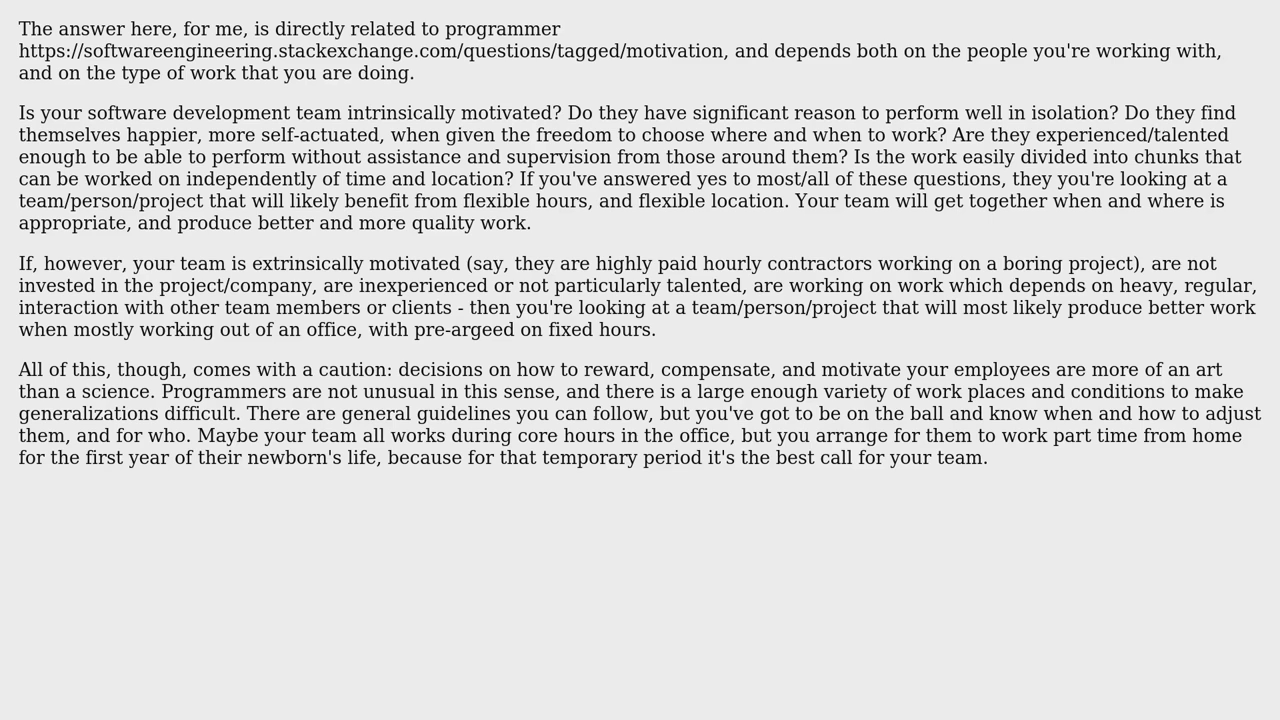 The answer here, for me, is directly related to programmer
https://softwareengineering.stackexchange.com/questions/tagged/motivation, and depends both on the people you're working with,
and on the type of work that you are doing.
Is your software development team intrinsically motivated? Do they have significant reason to perform well in isolation? Do they find
themselves happier, more self-actuated, when given the freedom to choose where and when to work? Are they experienced/talented
enough to be able to perform without assistance and supervision from those around them? Is the work easily divided into chunks that
can be worked on independently of time and location? If you've answered yes to most/all of these questions, they you're looking at a
team/person/project that will likely benefit from flexible hours, and flexible location. Your team will get together when and where is
appropriate, and produce better and more quality work.
If, however, your team is extrinsically motivated (say, they are highly paid hourly contractors working on a boring project), are not
invested in the project/company, are inexperienced or not particularly talented, are working on work which depends on heavy, regular,
interaction with other team members or clients - then you're looking at a team/person/project that will most likely produce better work
when mostly working out of an office, with pre-argeed on fixed hours.
All of this, though, comes with a caution: decisions on how to reward, compensate, and motivate your employees are more of an art
than a science. Programmers are not unusual in this sense, and there is a large enough variety of work places and conditions to make
generalizations difficult. There are general guidelines you can follow, but you've got to be on the ball and know when and how to adjust
them, and for who. Maybe your team all works during core hours in the office, but you arrange for them to work part time from home
for the first year of their newborn's life, because for that temporary period it's the best call for your team.